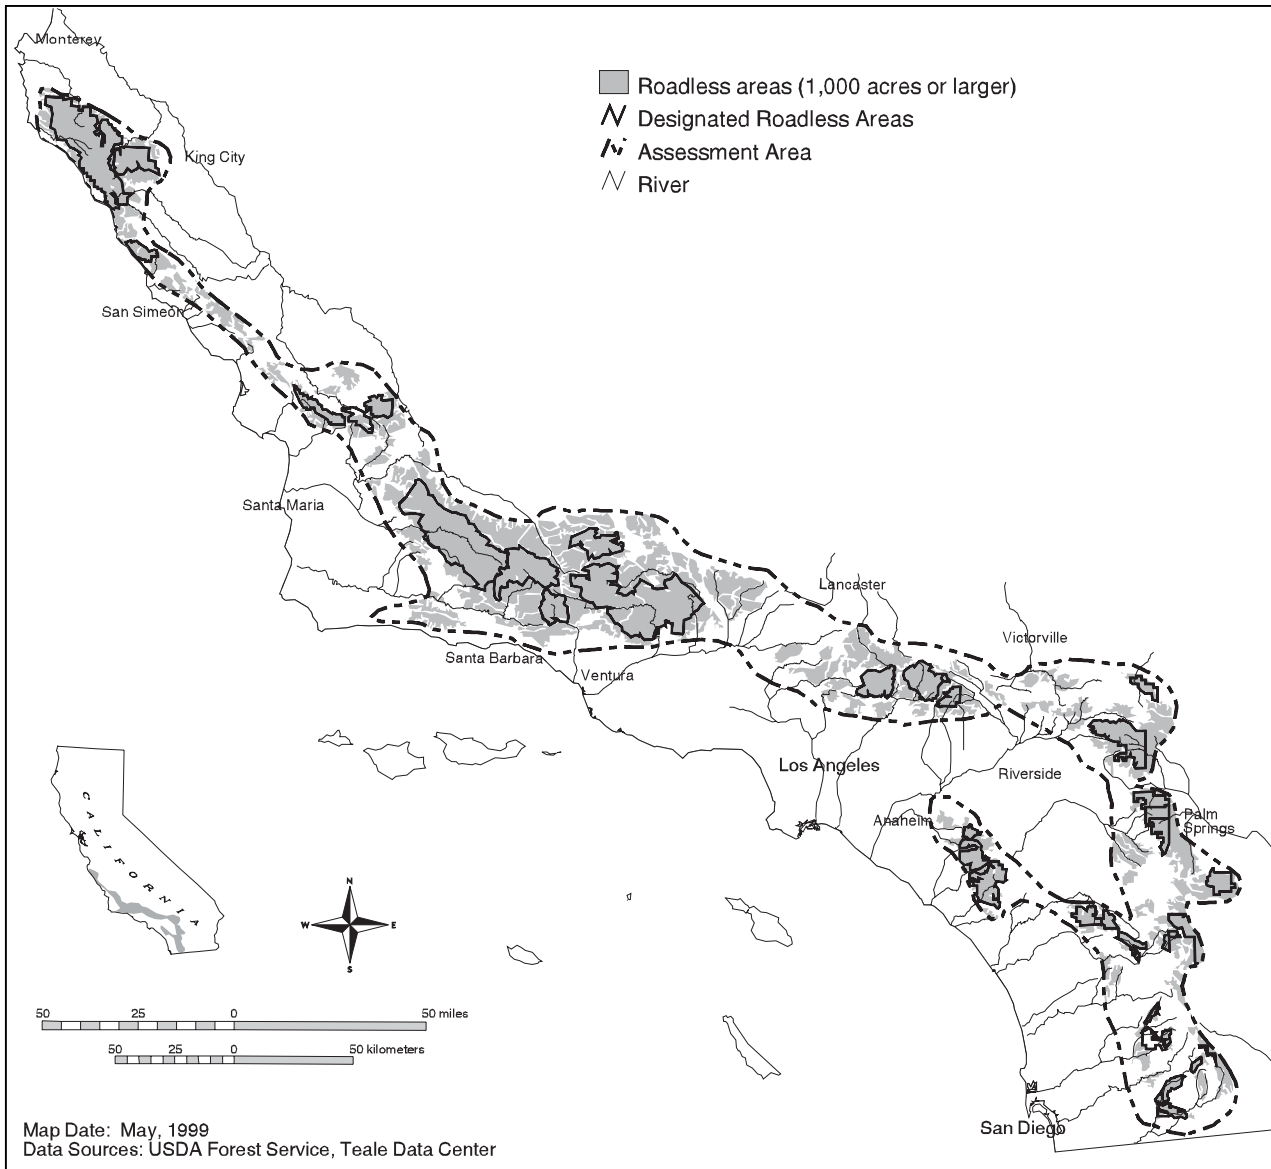 Monterey
Roadless areas (1,000 acres or larger)
Designated Roadless Areas
Assessment Area
River
King City
San Simeon
Santa Maria
Lancaster
Victorville
Santa Barbara
Ventura
Los Angeles
Riverside
Anaheim
Palm
Springs
CALIFORNIA
N
W
E
S
50 25 0 50 miles
50 25 0 50 kilometers
San Diego
Map Date: May, 1999
Data Sources: USDA Forest Service, Teale Data Center